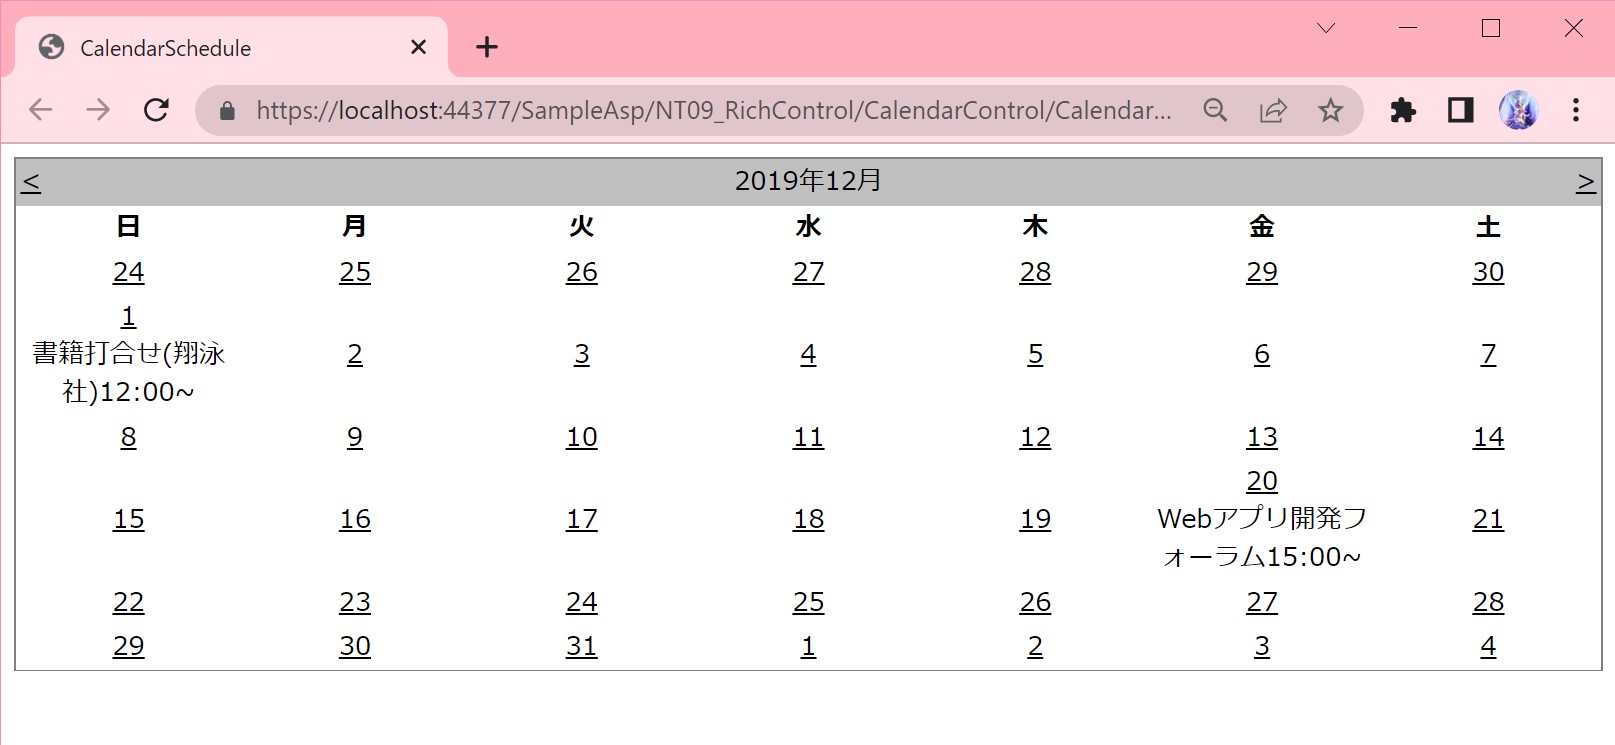 CalendarSchedule
https://localhost:44377/SampleAsp/NT09_RichControl/CalendarControl/Calendar...
< 2019年12月 >
日 月 火 水 木 金 土
24 25 26 27 28 29 30
1
書籍打合せ(翔泳 2 3 4 5 6 7
社)12:00~
8 9 10 11 12 13 14
20
15 16 17 18 19 Webアプリ開発フ 21
ォーラム15:00~
22 23 24 25 26 27 28
29 30 31 1 2 3 4